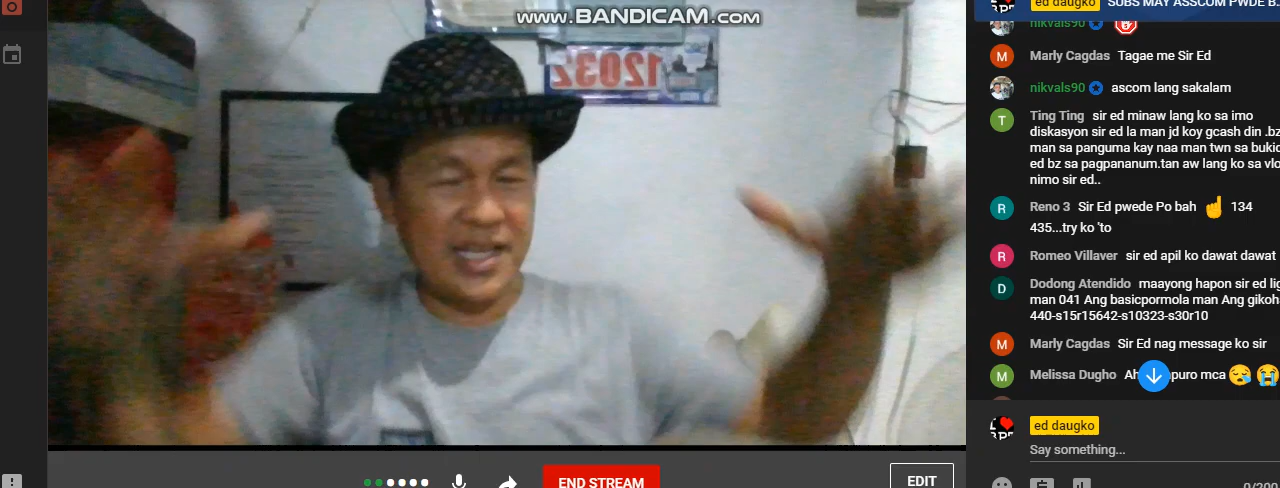 www.BANDICAM.com
12032
ed daugko SUBS MAY ASSCOM PWDE B...
nikvals90
Marly Cagdas Tagae me Sir Ed
nikvals90 ascom lang sakalam
Ting Ting sir ed minaw lang ko sa imo
diskasyon sir ed la man jd koy gcash din .bz
man sa panguma kay naa man twn sa bukid
ed bz sa pagpananum.tan aw lang ko sa vlo
nimo sir ed..
Reno 3 Sir Ed pwede Po bah ☝ 134
435...try ko 'to
Romeo Villaver sir ed apil ko dawat dawat
Dodong Atendido maayong hapon sir ed lig
man 041 Ang basicpormola man Ang gikoh
440-s15r15642-s10323-s30r10
Marly Cagdas Sir Ed nag message ko sir
Melissa Dugho Ah puro mca 😪 😭
ed daugko
Say something...
0/200
END STREAM
EDIT